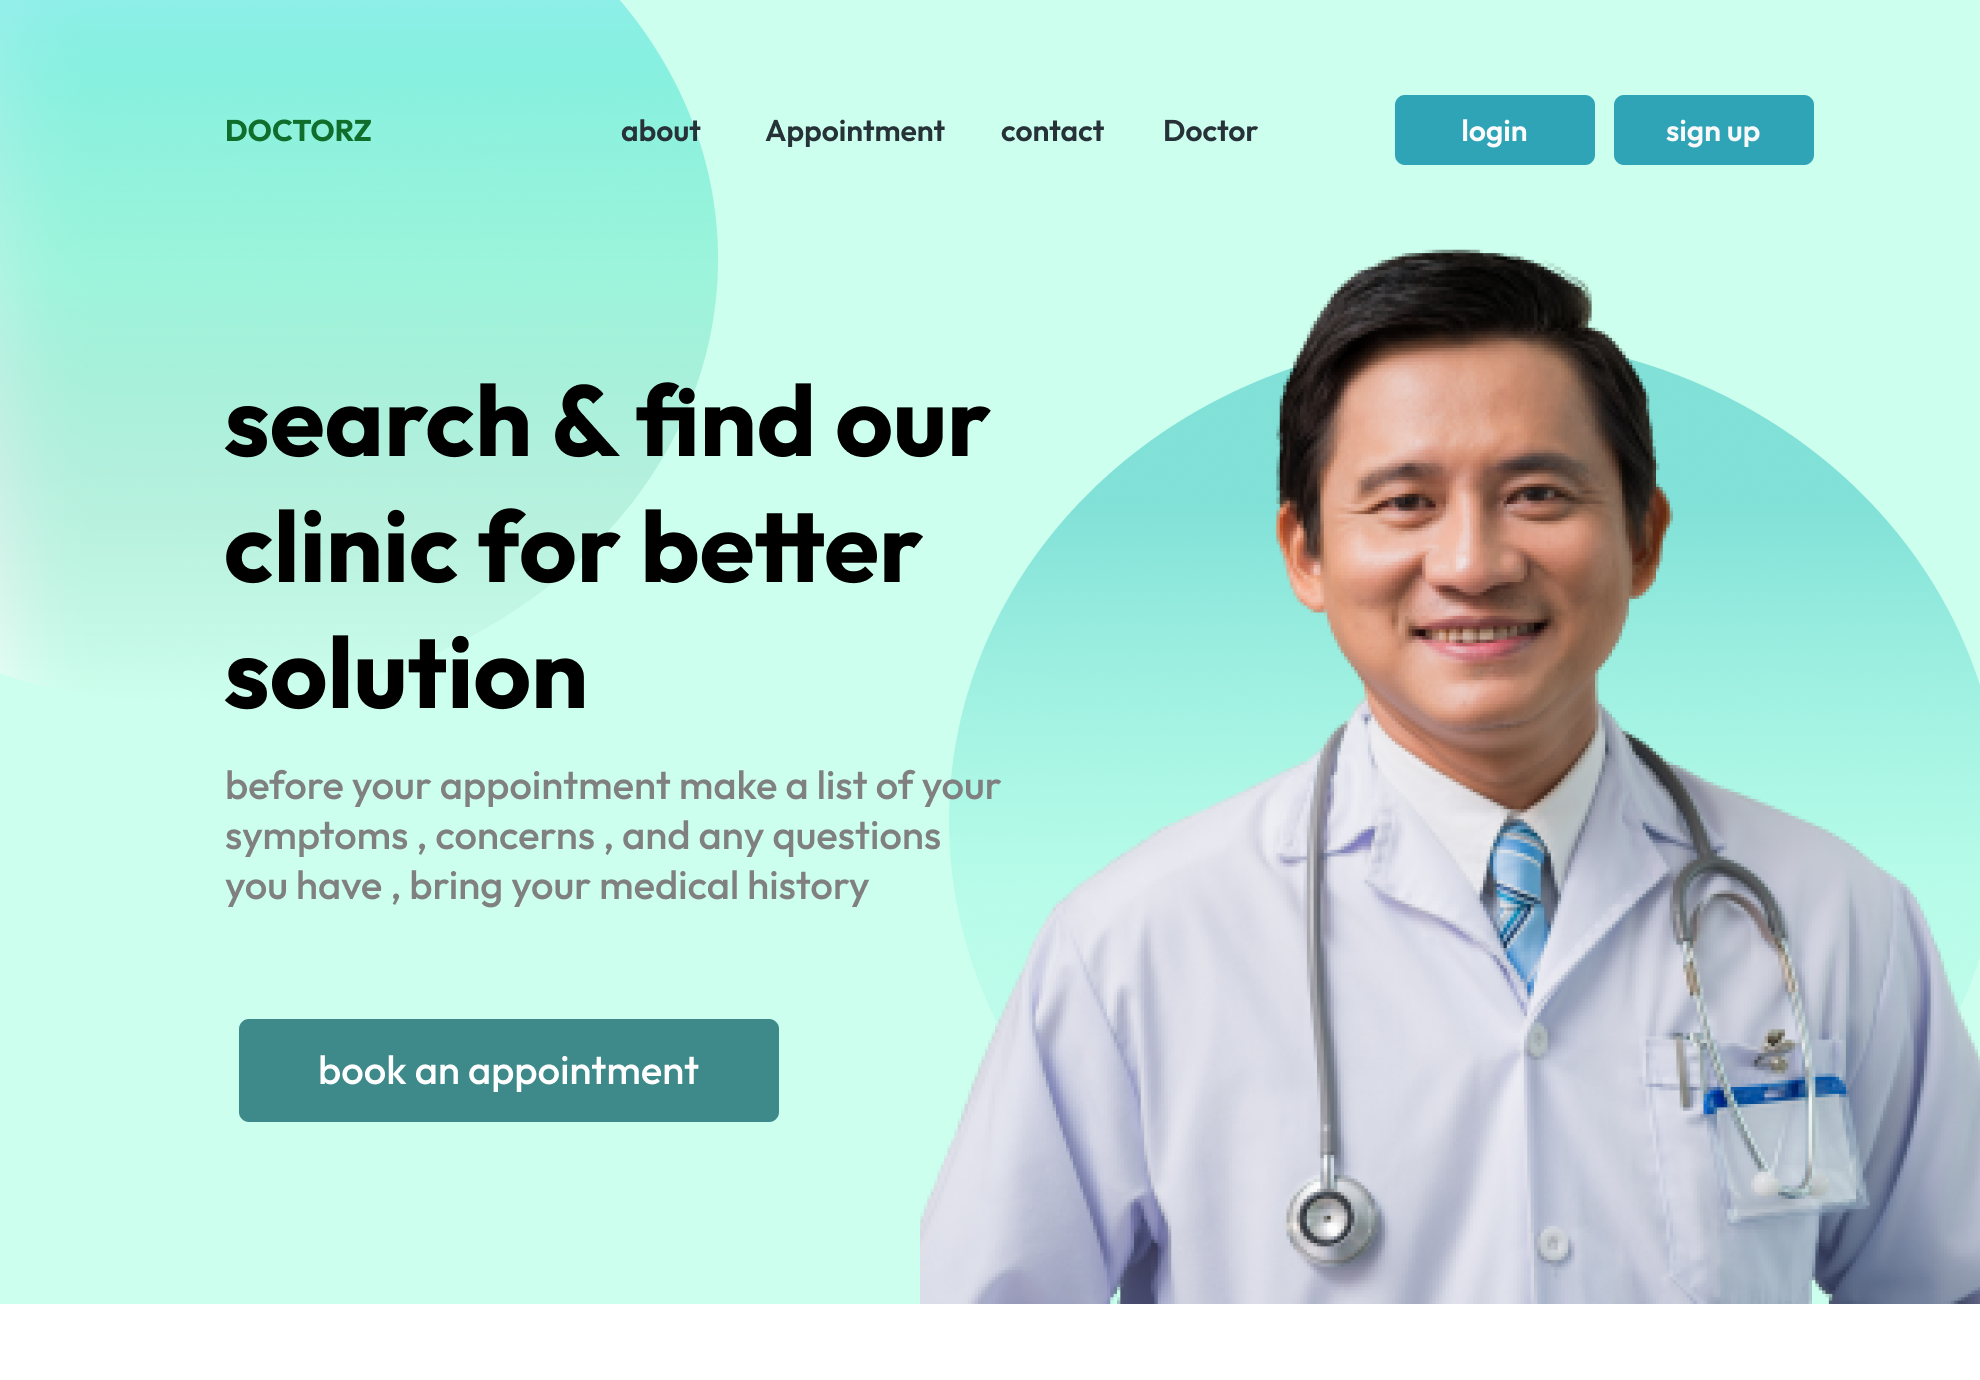 DOCTORZ
about Appointment contact Doctor login sign up
search & find our
clinic for better
solution
before your appointment make a list of your
symptoms , concerns , and any questions
you have , bring your medical history
book an appointment